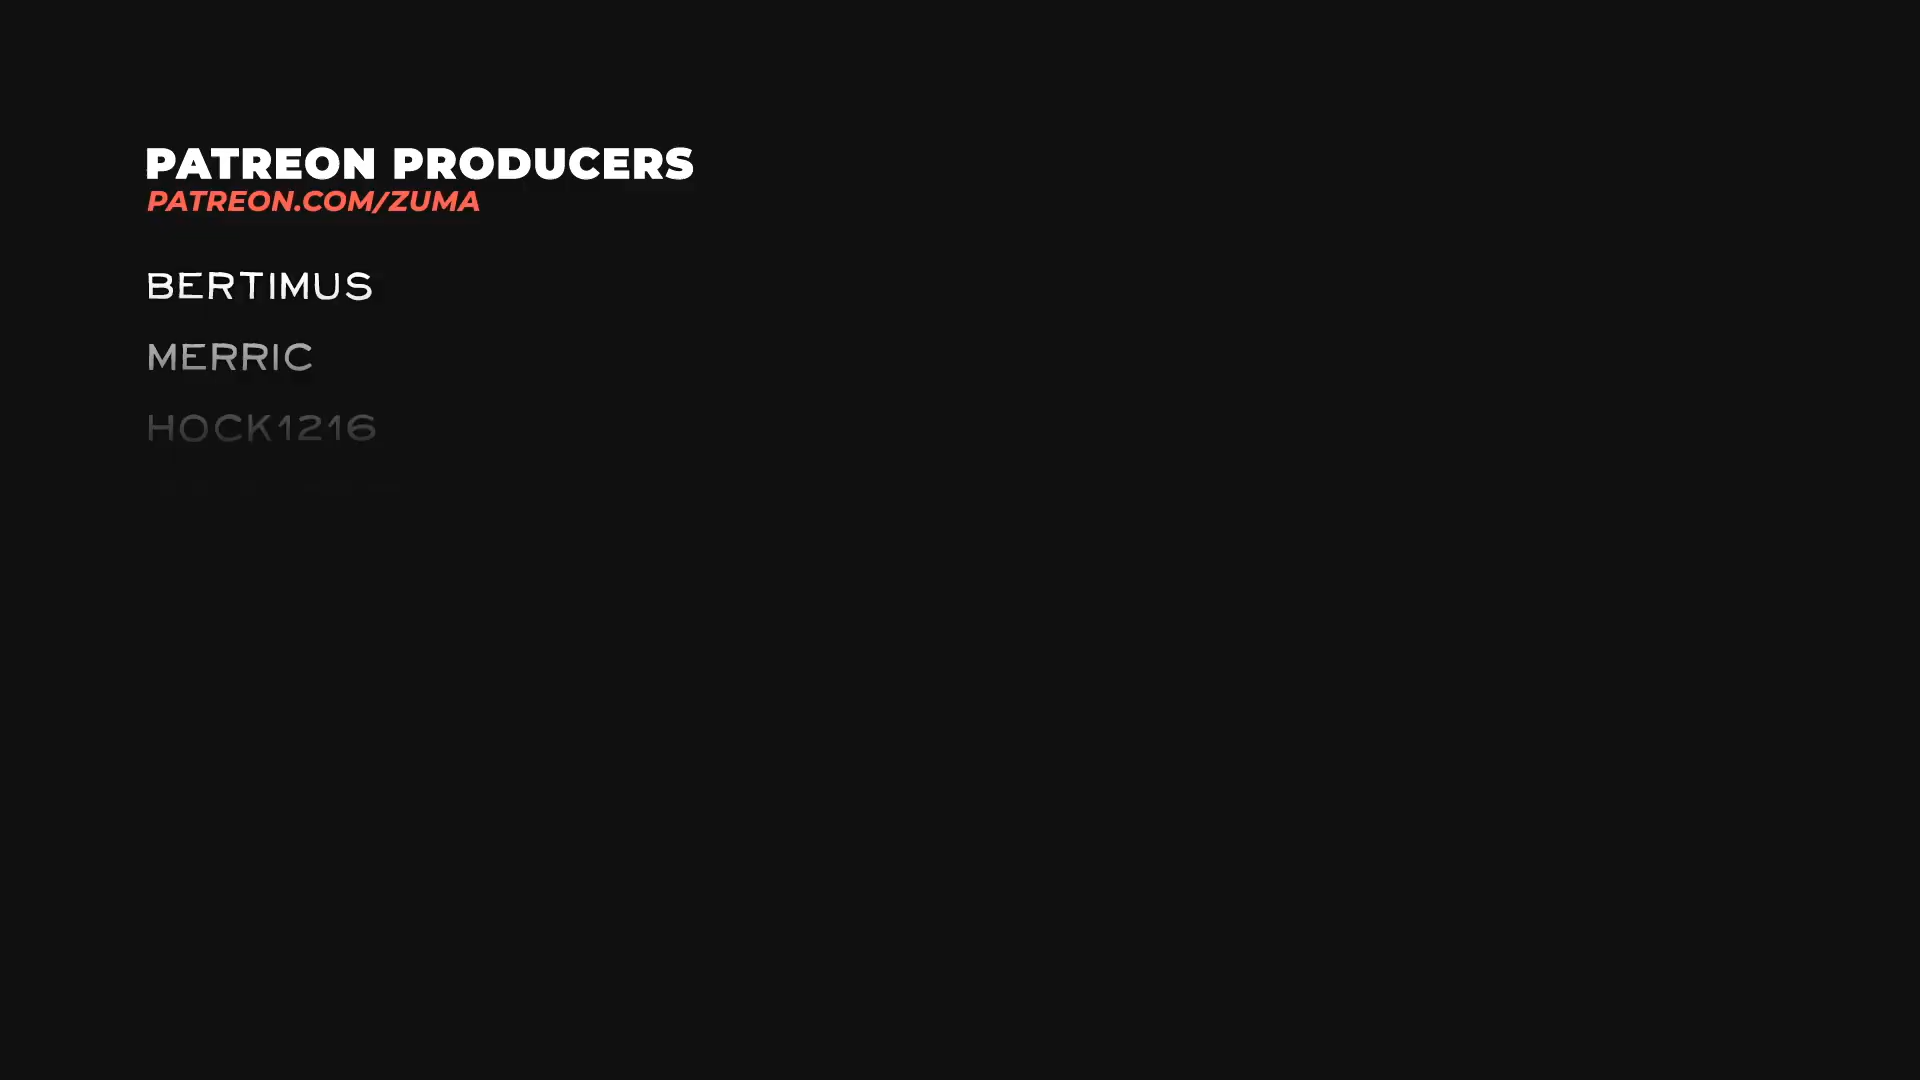 PATREON PRODUCERS
PATREON.COM/ZUMA
BERTIMUS
MERRIC
HOCK1216